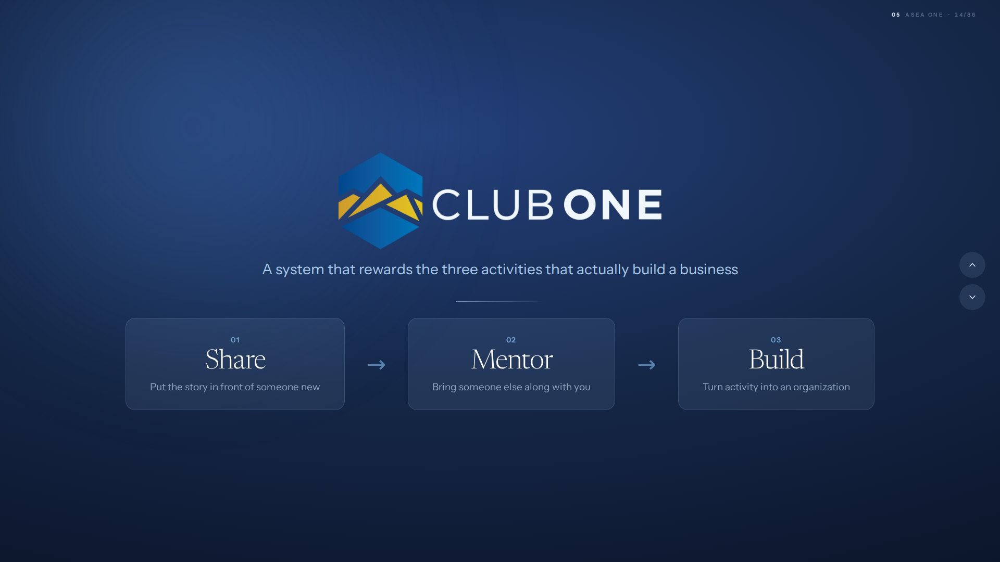 05 ASEA ONE · 24/86
CLUB ONE
A system that rewards the three activities that actually build a business
01
Share
Put the story in front of someone new
→
02
Mentor
Bring someone else along with you
→
03
Build
Turn activity into an organization